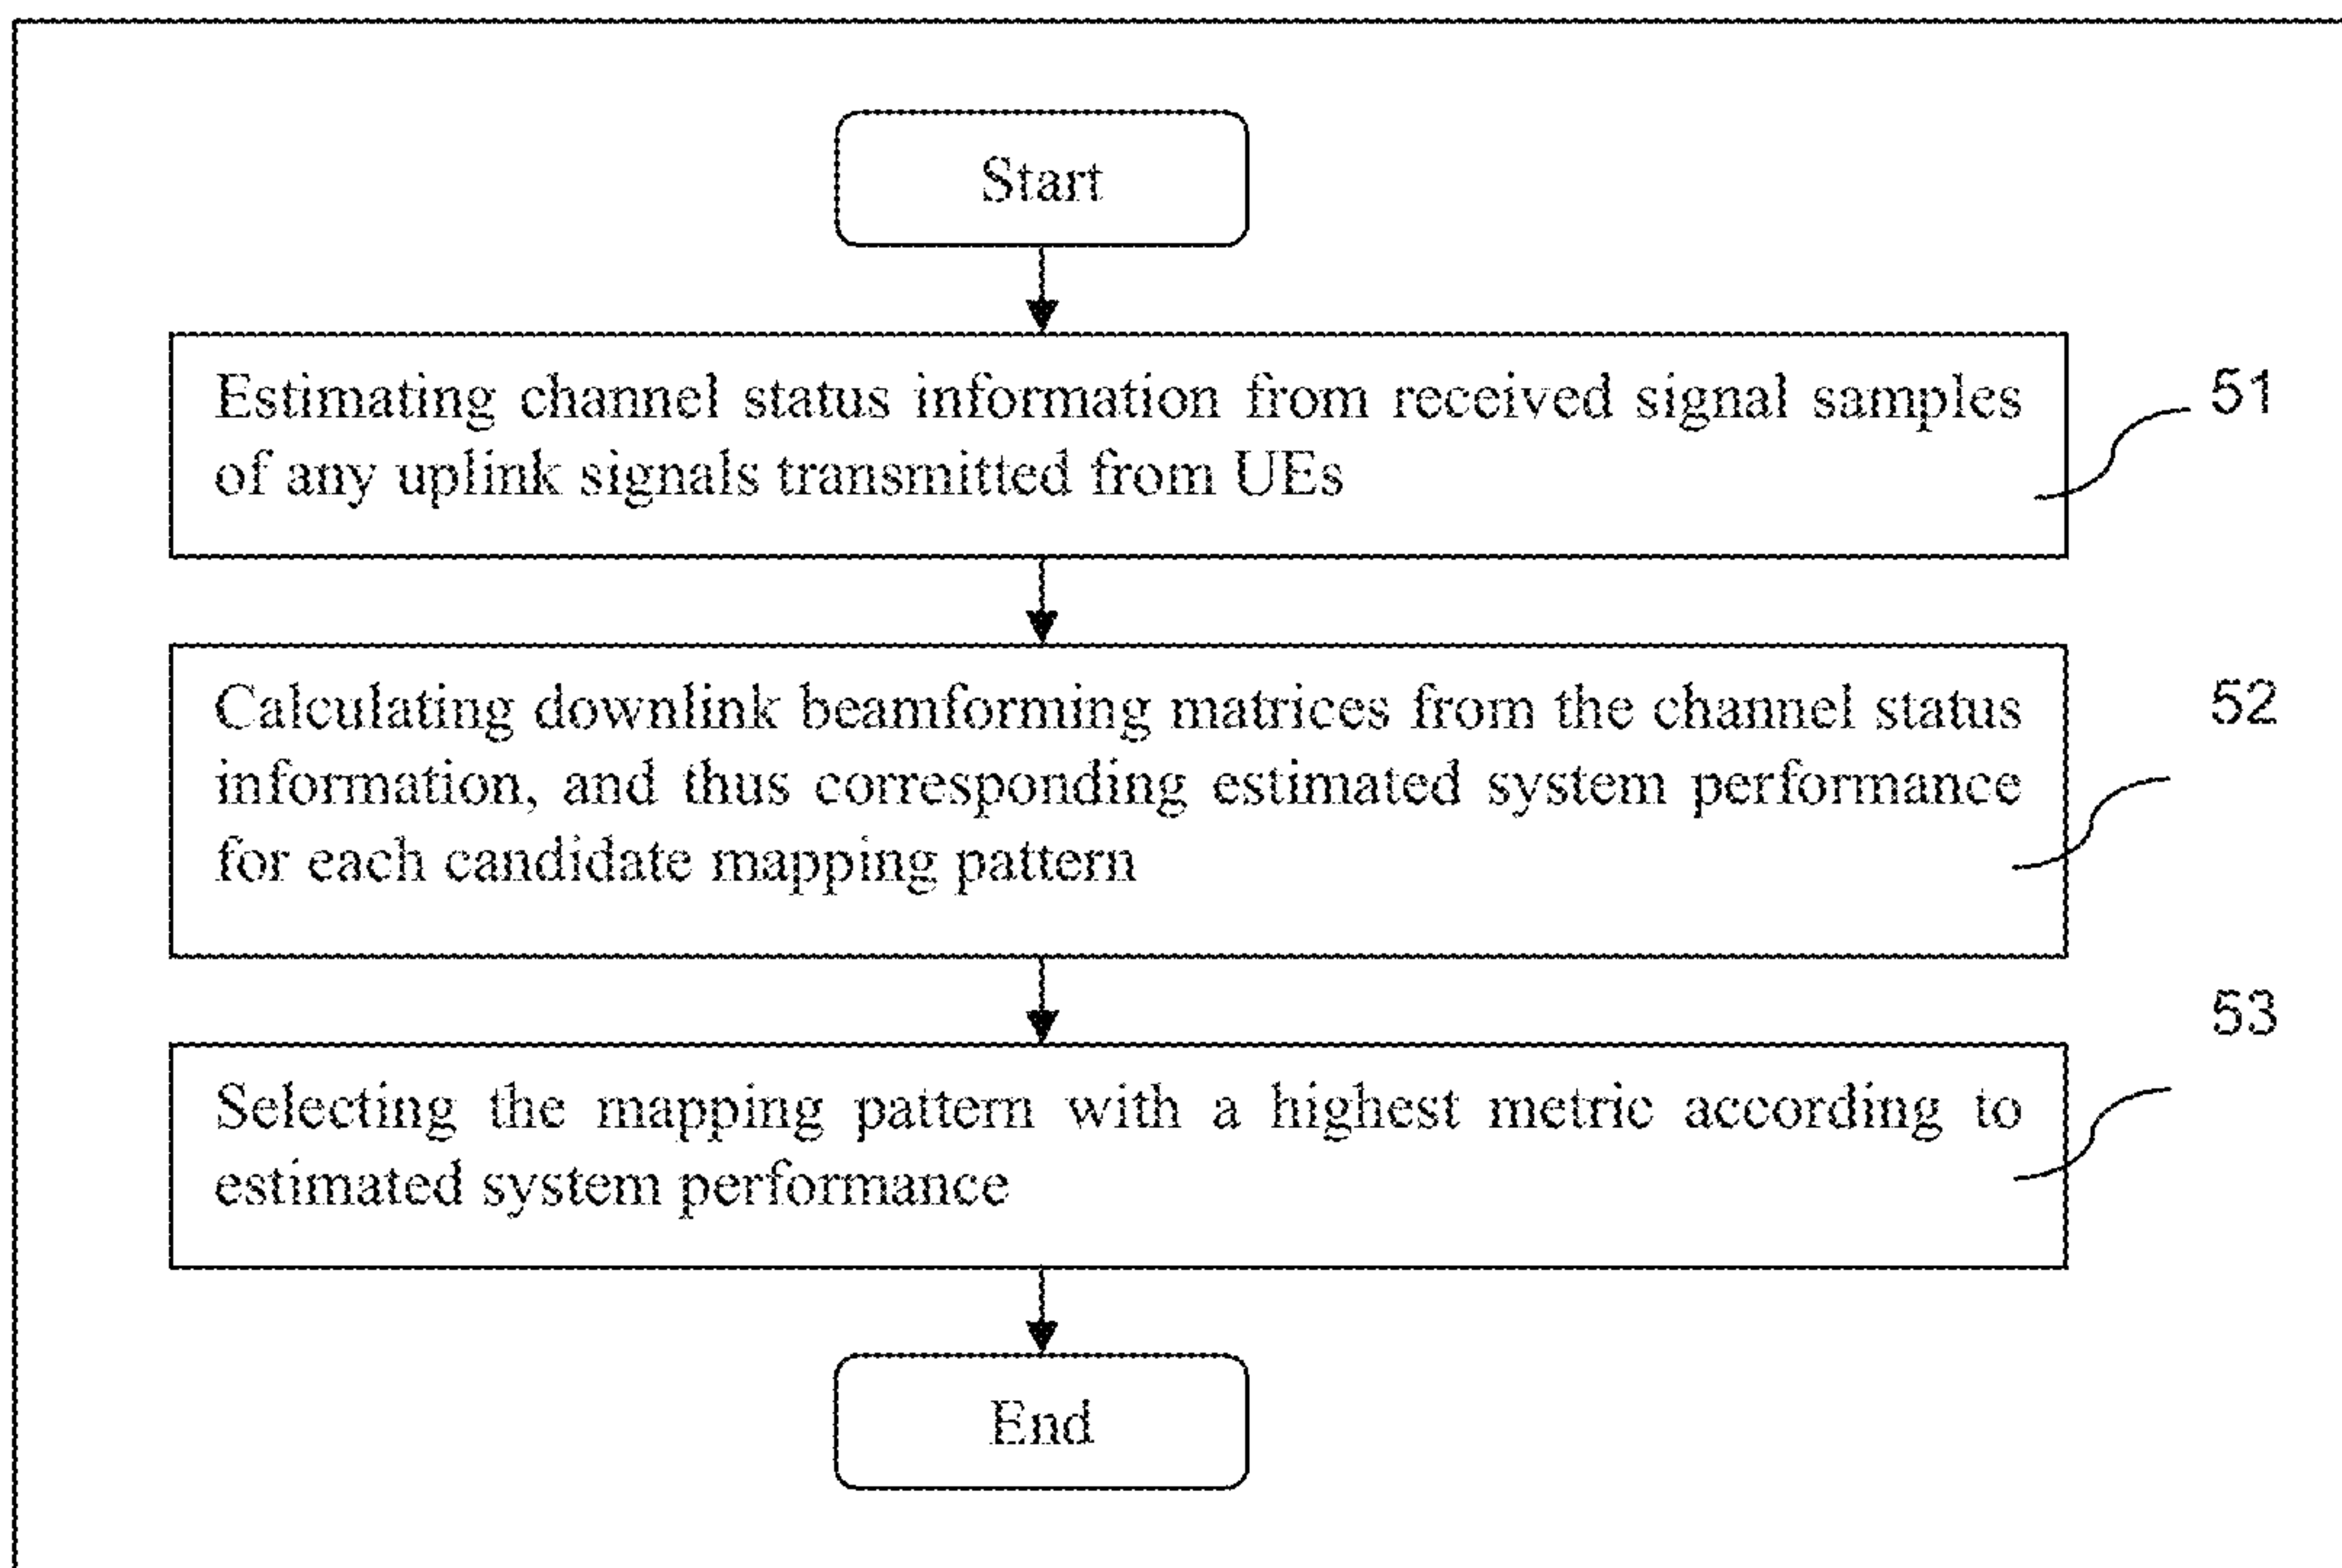 Start
Estimating channel status information from received signal samples
of any uplink signals transmitted from UEs
51
Calculating downlink beamforming matrices from the channel status
information, and thus corresponding estimated system performance
for each candidate mapping pattern
52
Selecting the mapping pattern with a highest metric according to
estimated system performance
53
End